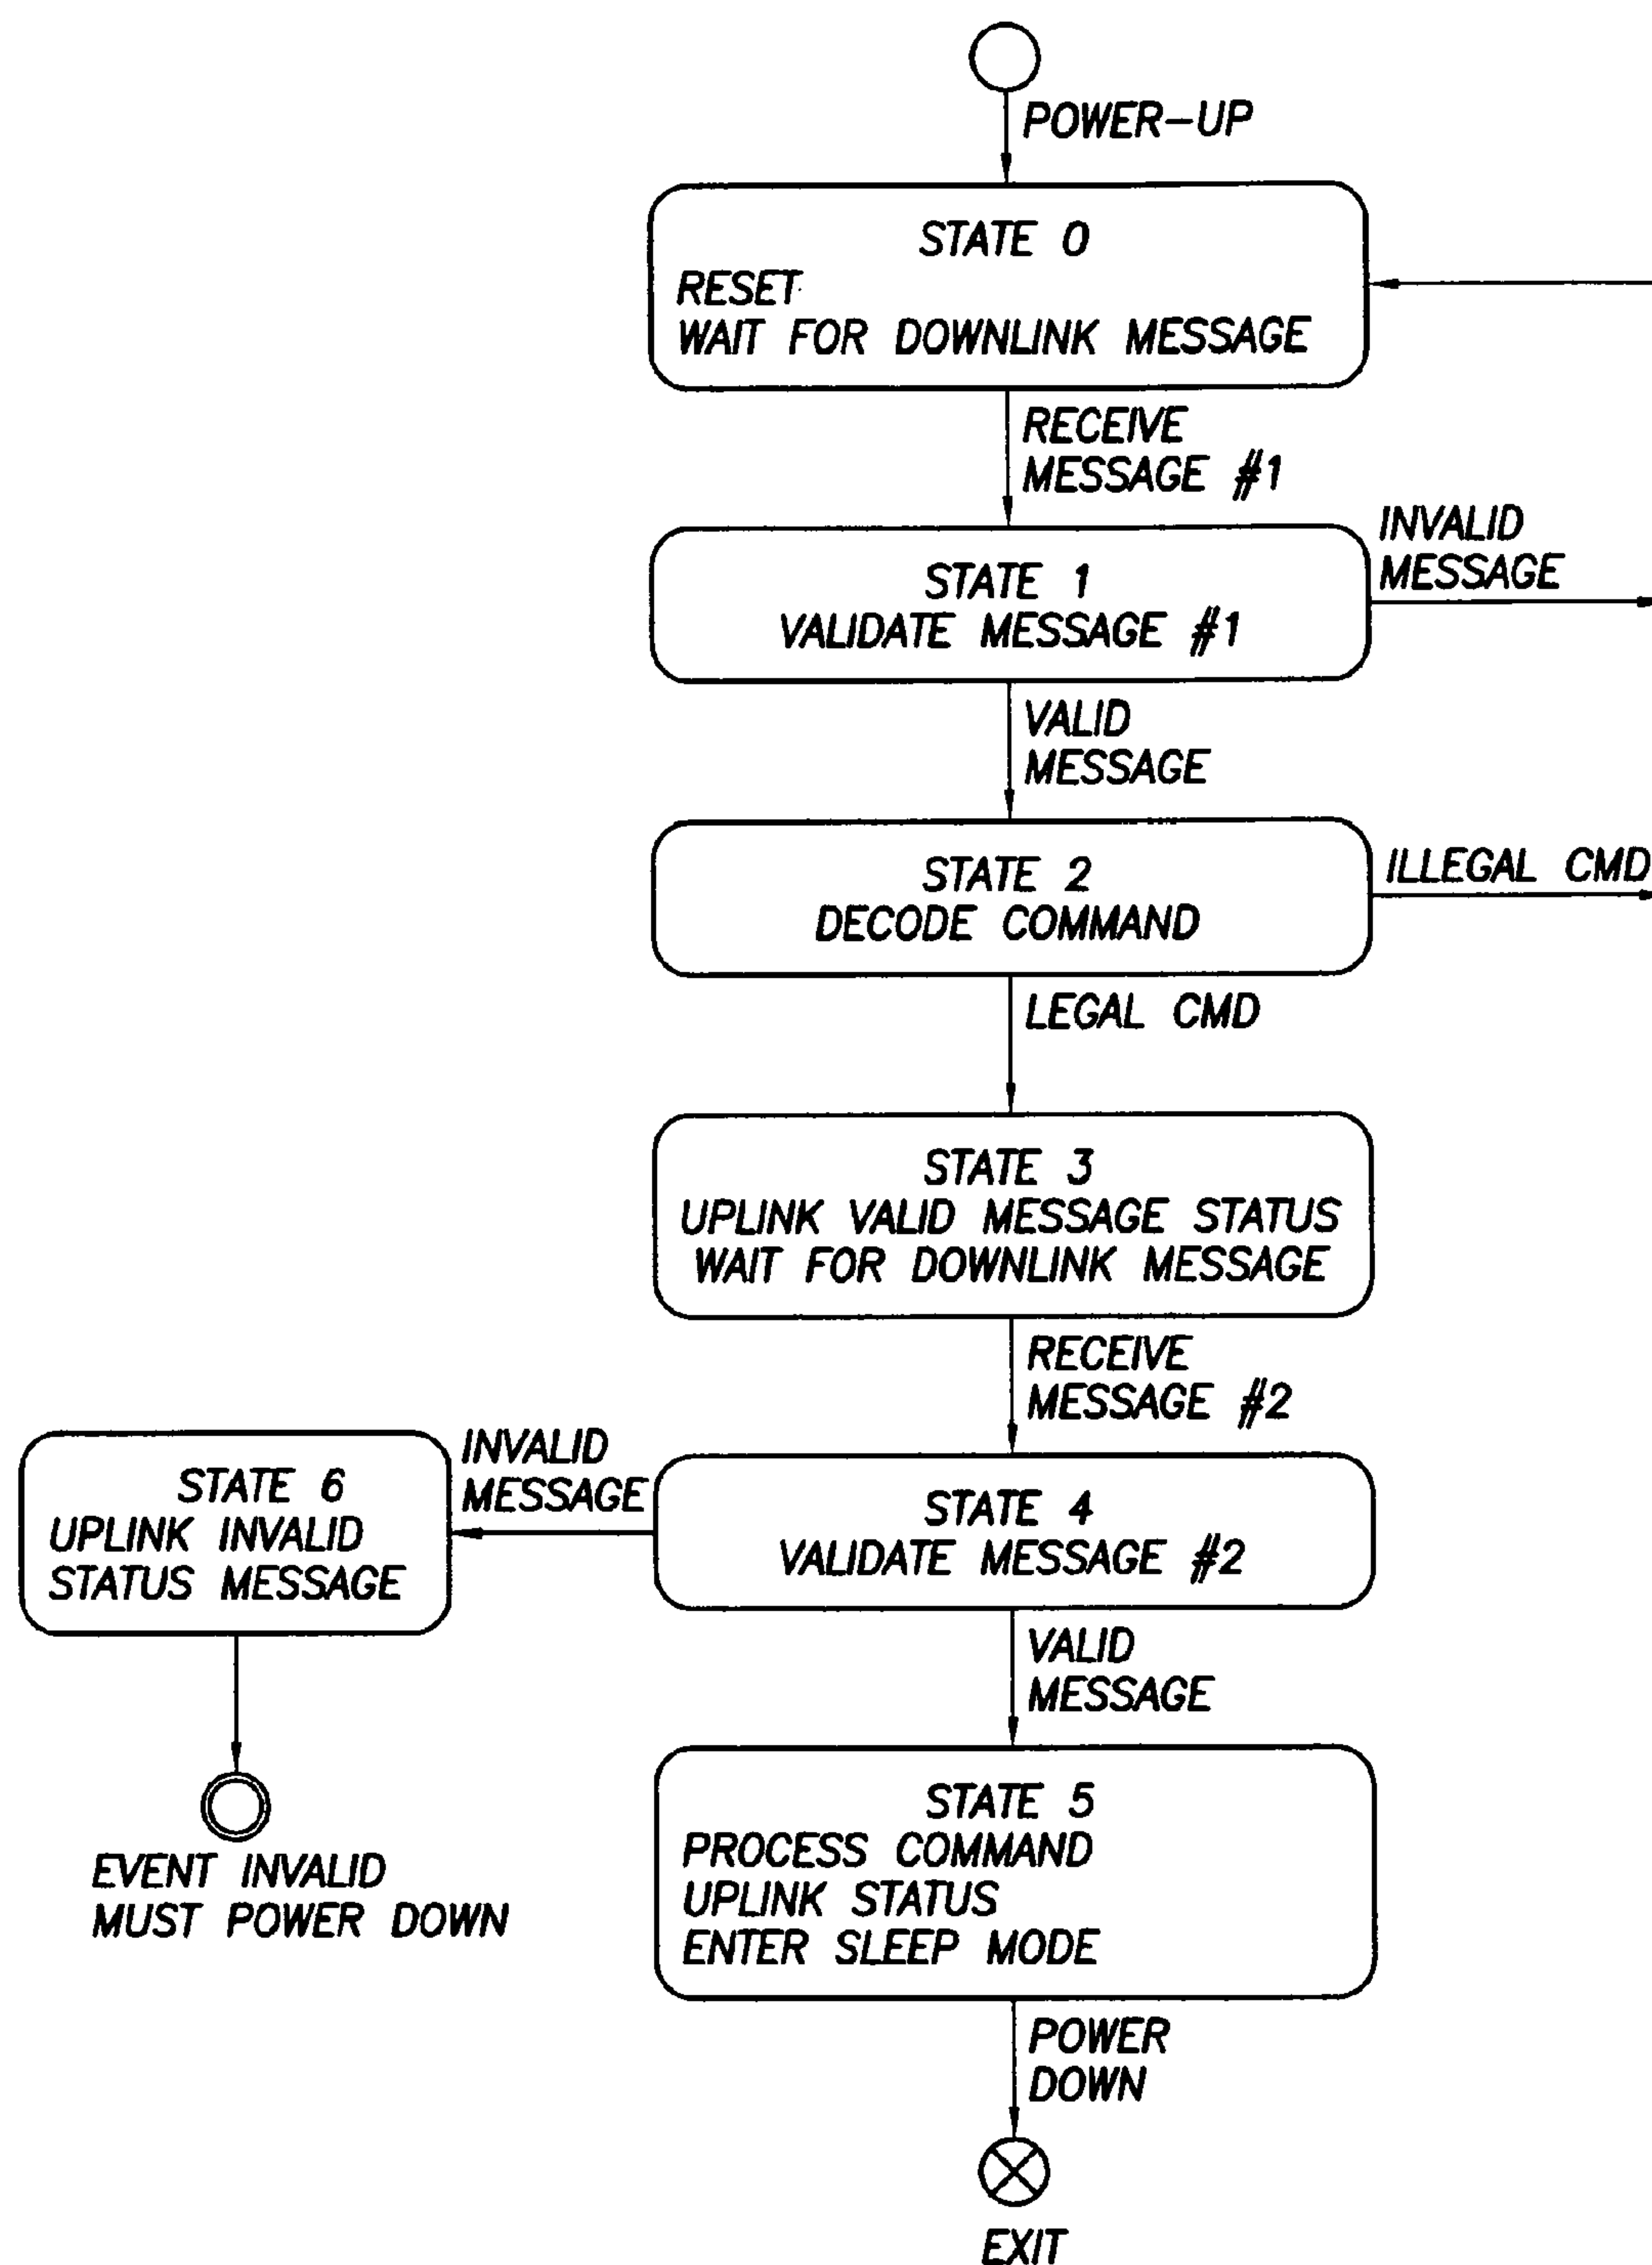 POWER-UP
STATE 0
RESET
WAIT FOR DOWNLINK MESSAGE
RECEIVE
MESSAGE #1
STATE 1
VALIDATE MESSAGE #1
INVALID
MESSAGE
VALID
MESSAGE
STATE 2
DECODE COMMAND
ILLEGAL CMD
LEGAL CMD
STATE 3
UPLINK VALID MESSAGE STATUS
WAIT FOR DOWNLINK MESSAGE
RECEIVE
MESSAGE #2
STATE 4
VALIDATE MESSAGE #2
INVALID
MESSAGE
STATE 6
UPLINK INVALID
STATUS MESSAGE
VALID
MESSAGE
EVENT INVALID
MUST POWER DOWN
STATE 5
PROCESS COMMAND
UPLINK STATUS
ENTER SLEEP MODE
POWER
DOWN
EXIT